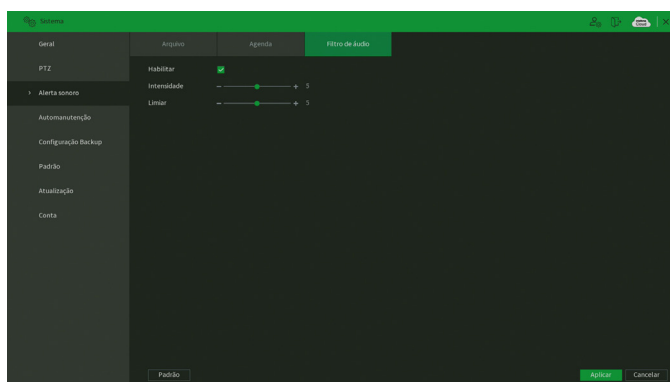 Sistema
Geral
PTZ
Alerta sonoro
Automanutenção
Configuração Backup
Padrão
Atualização
Conta
Arquivo
Agenda
Filtro de áudio
Habilitar
Intensidade
5
Limiar
5
Padrão
Aplicar
Cancelar